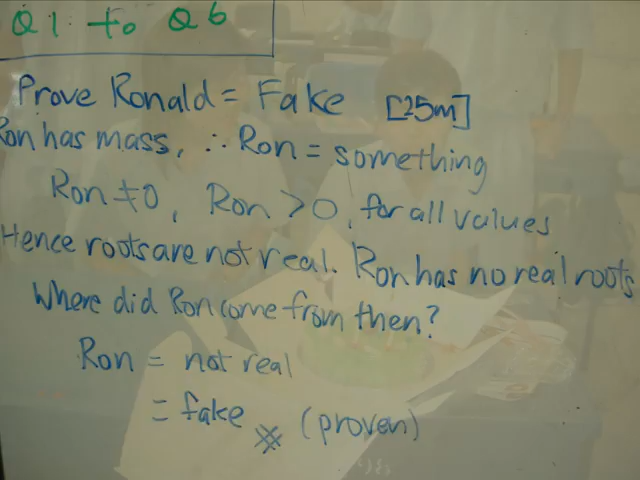 Q1 to Q6
Prove Ronald = Fake [25m]
Ron has mass, ∴ Ron = something
Ron ≠ 0, Ron > 0, for all values
Hence roots are not real. Ron has no real roots
Where did Ron come from then?
Ron = not real
= fake (proven)